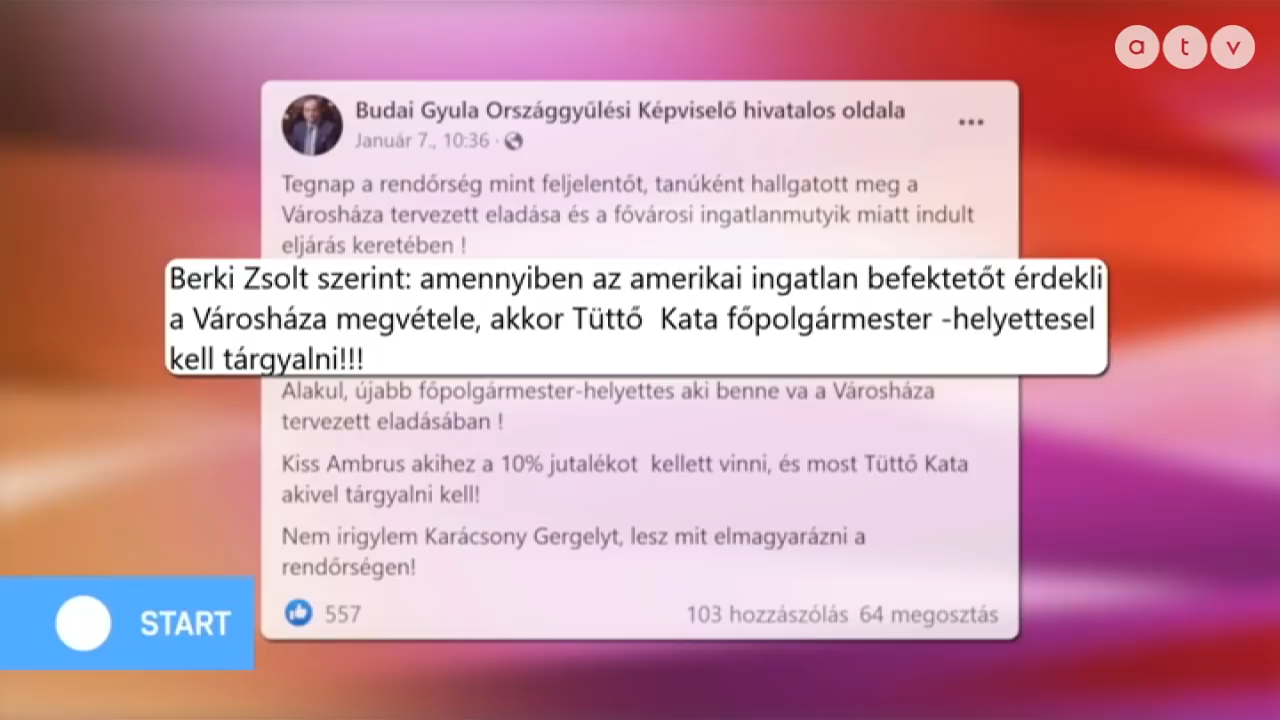 a t v
Budai Gyula Országgyűlési Képviselő hivatalos oldala
Január 7., 10:36 ·
Tegnap a rendőrség mint feljelentőt, tanúként hallgatott meg a
Városháza tervezett eladása és a fővárosi ingatlanmutyik miatt indult
eljárás keretében !
Berki Zsolt szerint: amennyiben az amerikai ingatlan befektetőt érdekli
a Városháza megvétele, akkor Tüttő Kata főpolgármester -helyettesel
kell tárgyalni!!!
Alakul, újabb főpolgármester-helyettes aki benne va a Városháza
tervezett eladásában !
Kiss Ambrus akihez a 10% jutalékot kellett vinni, és most Tüttő Kata
akivel tárgyalni kell!
Nem irigylem Karácsony Gergelyt, lesz mit elmagyarázni a
rendőrségen!
557 103 hozzászólás 64 megosztás
START